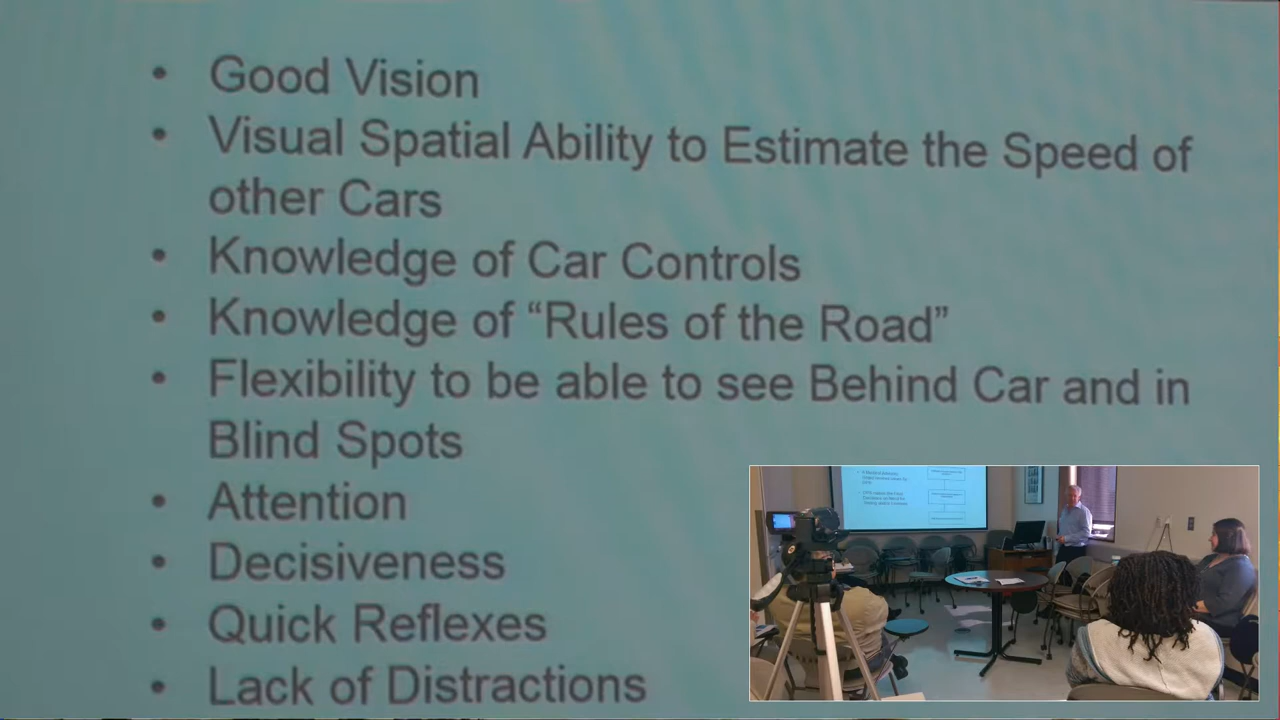 • Good Vision
• Visual Spatial Ability to Estimate the Speed of
other Cars
• Knowledge of Car Controls
• Knowledge of “Rules of the Road”
• Flexibility to be able to see Behind Car and in
Blind Spots
• Attention
• Decisiveness
• Quick Reflexes
• Lack of Distractions